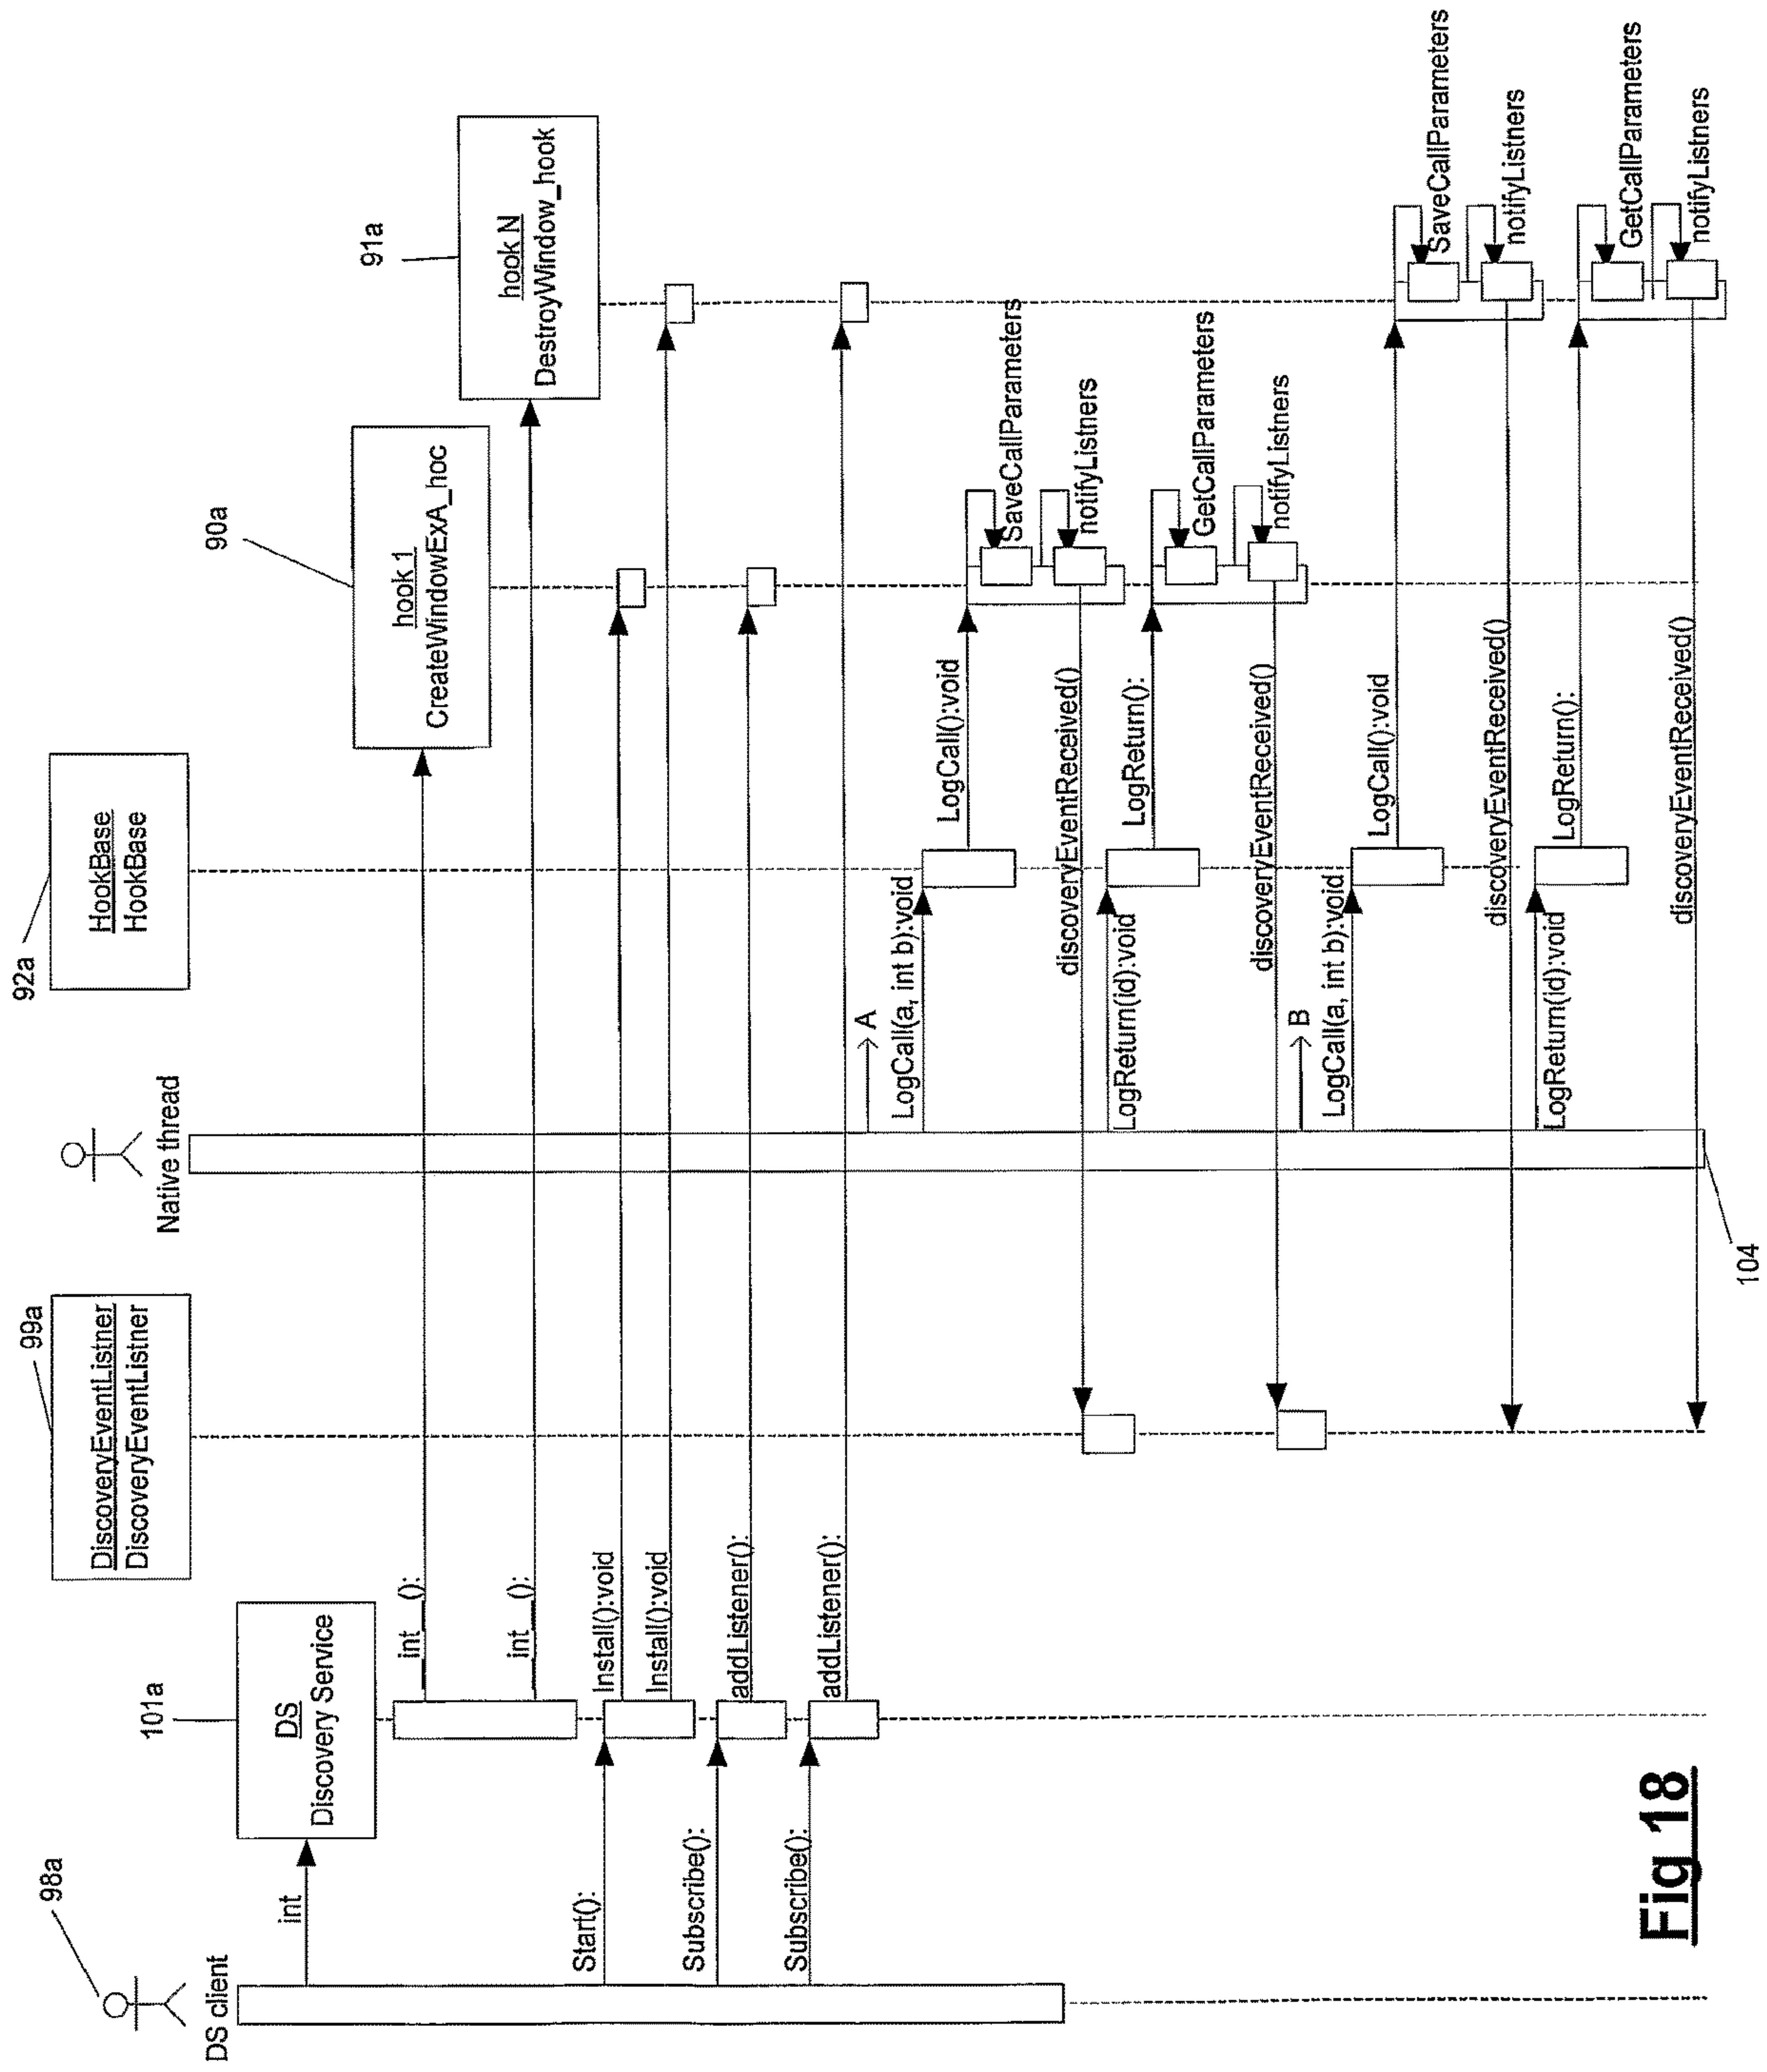 98a
DS client
101a
DS
Discovery Service
99a
DiscoveryEventListner
DiscoveryEventListner
Native thread
92a
HookBase
HookBase
90a
hook 1
CreateWindowExA_hoc
91a
hook N
DestroyWindow_hook
int
int__():
int__():
Start():
Install():void
Install():void
Subscribe():
addListener():
Subscribe():
addListener():
A
LogCall(a, int b):void
LogCall():void
SaveCallParameters
notifyListners
discoveryEventReceived()
LogReturn(id):void
LogReturn():
GetCallParameters
notifyListners
discoveryEventReceived()
B
LogCall(a, int b):void
LogCall():void
SaveCallParameters
notifyListners
discoveryEventReceived()
LogReturn(id):void
LogReturn():
GetCallParameters
notifyListners
discoveryEventReceived()
104
Fig 18